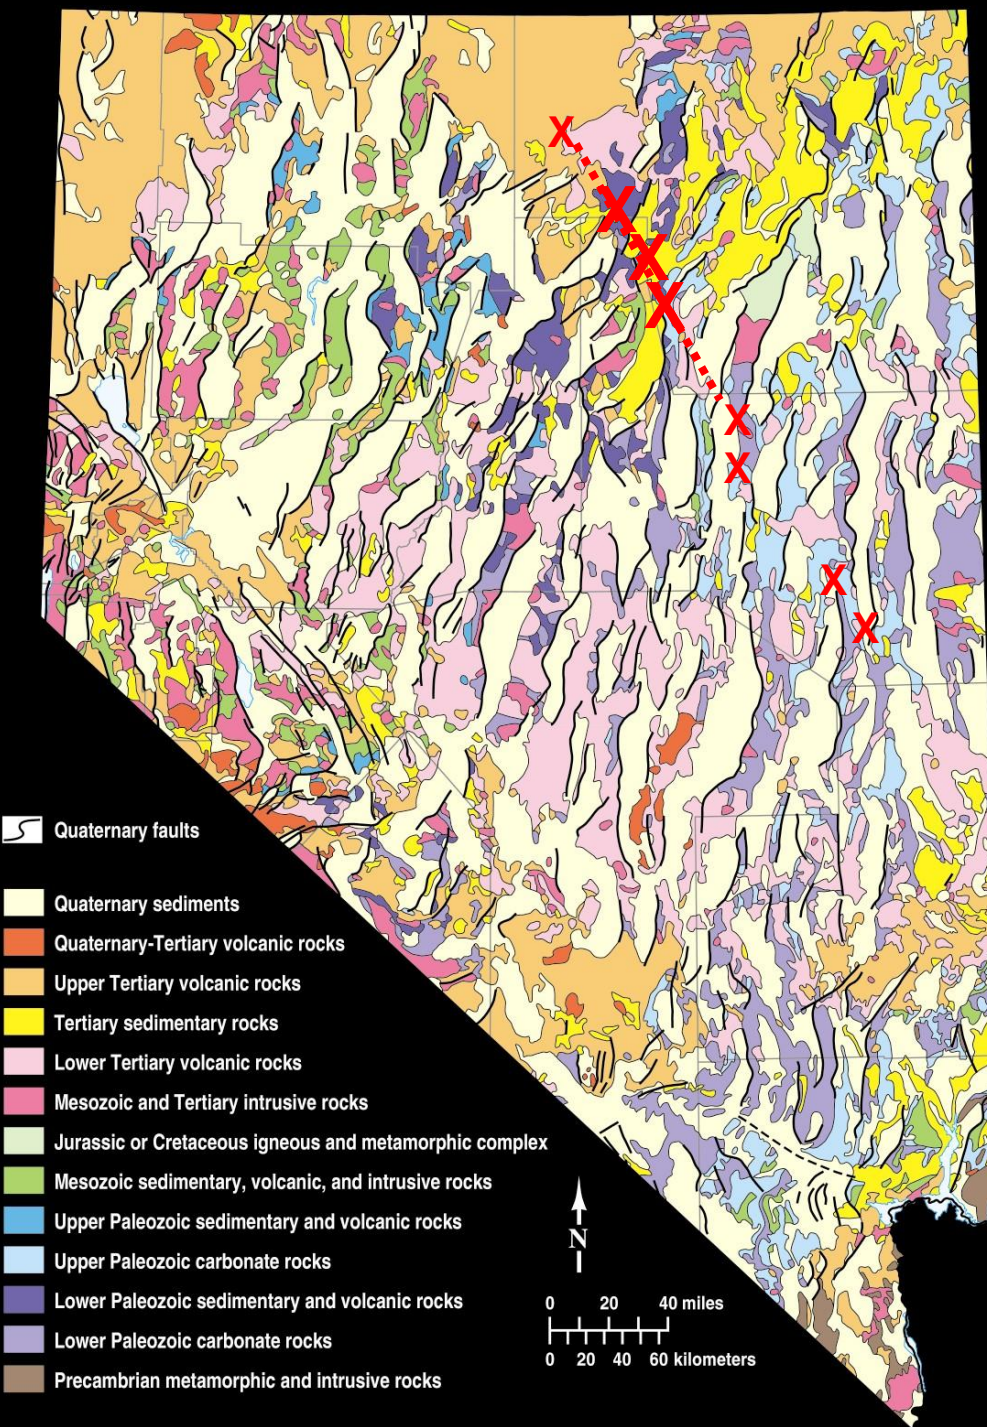 X
X
X
X
X
X
X
X
Quaternary faults
Quaternary sediments
Quaternary-Tertiary volcanic rocks
Upper Tertiary volcanic rocks
Tertiary sedimentary rocks
Lower Tertiary volcanic rocks
Mesozoic and Tertiary intrusive rocks
Jurassic or Cretaceous igneous and metamorphic complex
Mesozoic sedimentary, volcanic, and intrusive rocks
Upper Paleozoic sedimentary and volcanic rocks
Upper Paleozoic carbonate rocks
Lower Paleozoic sedimentary and volcanic rocks
Lower Paleozoic carbonate rocks
Precambrian metamorphic and intrusive rocks
N
0 20 40 miles
0 20 40 60 kilometers